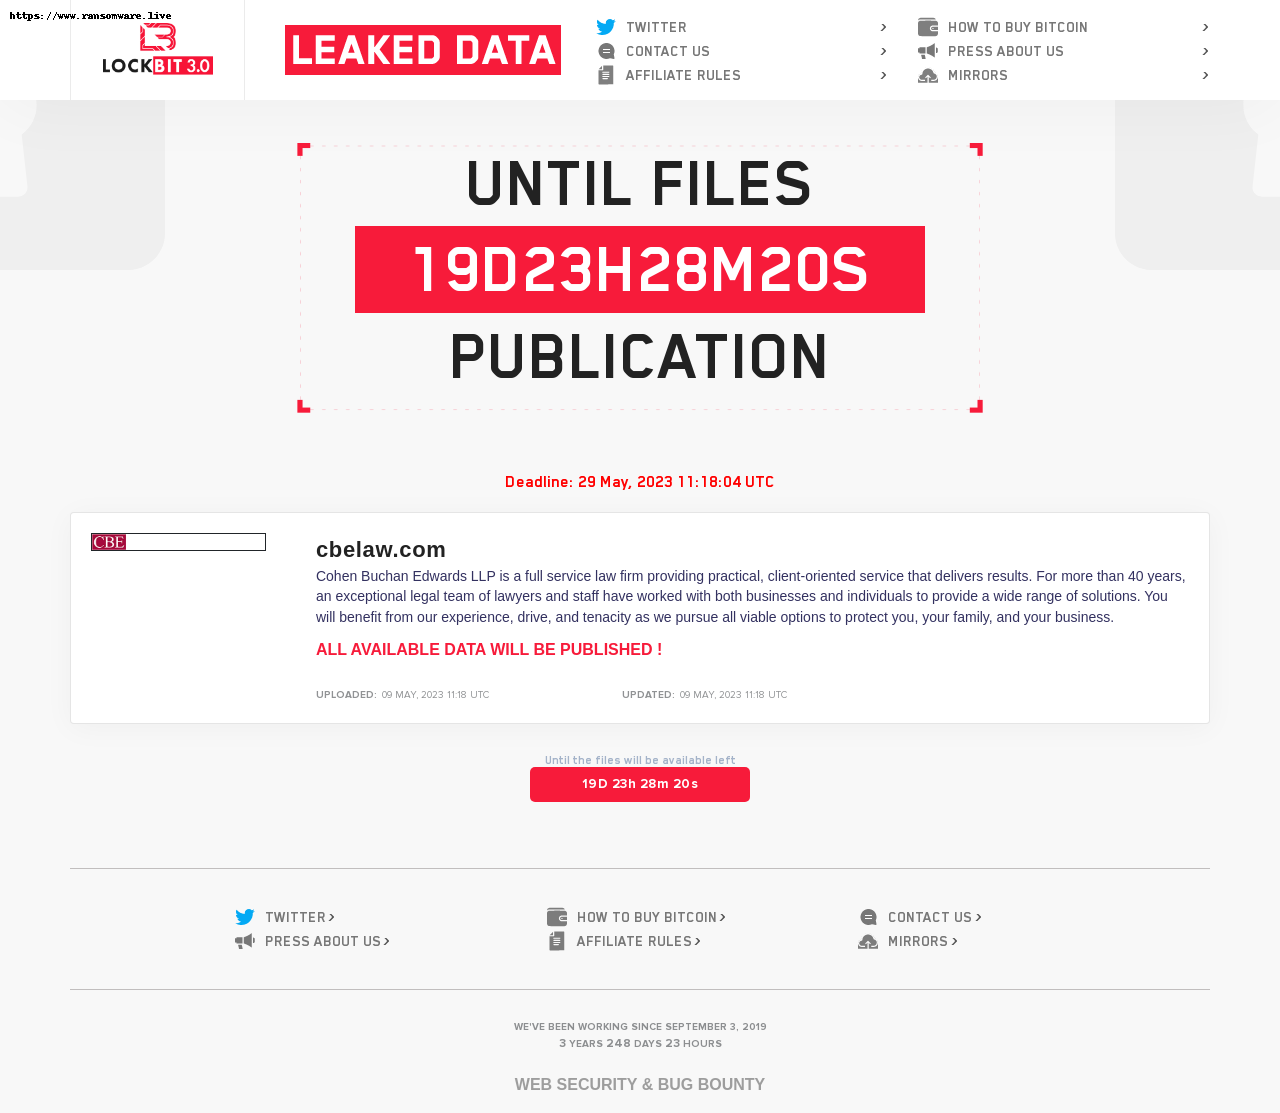 https://www.ransomware.live
LOCKBIT 3.0
LEAKED DATA
TWITTER
CONTACT US
AFFILIATE RULES
HOW TO BUY BITCOIN
PRESS ABOUT US
MIRRORS
UNTIL FILES
19D23H28M20S
PUBLICATION
Deadline: 29 May, 2023 11:18:04 UTC
CBE
cbelaw.com
Cohen Buchan Edwards LLP is a full service law firm providing practical, client-oriented service that delivers results. For more than 40 years,
an exceptional legal team of lawyers and staff have worked with both businesses and individuals to provide a wide range of solutions. You
will benefit from our experience, drive, and tenacity as we pursue all viable options to protect you, your family, and your business.
ALL AVAILABLE DATA WILL BE PUBLISHED !
UPLOADED: 09 MAY, 2023 11:18 UTC
UPDATED: 09 MAY, 2023 11:18 UTC
Until the files will be available left
19D 23h 28m 20s
TWITTER
HOW TO BUY BITCOIN
CONTACT US
PRESS ABOUT US
AFFILIATE RULES
MIRRORS
WE'VE BEEN WORKING SINCE SEPTEMBER 3, 2019
3 YEARS 248 DAYS 23 HOURS
WEB SECURITY & BUG BOUNTY